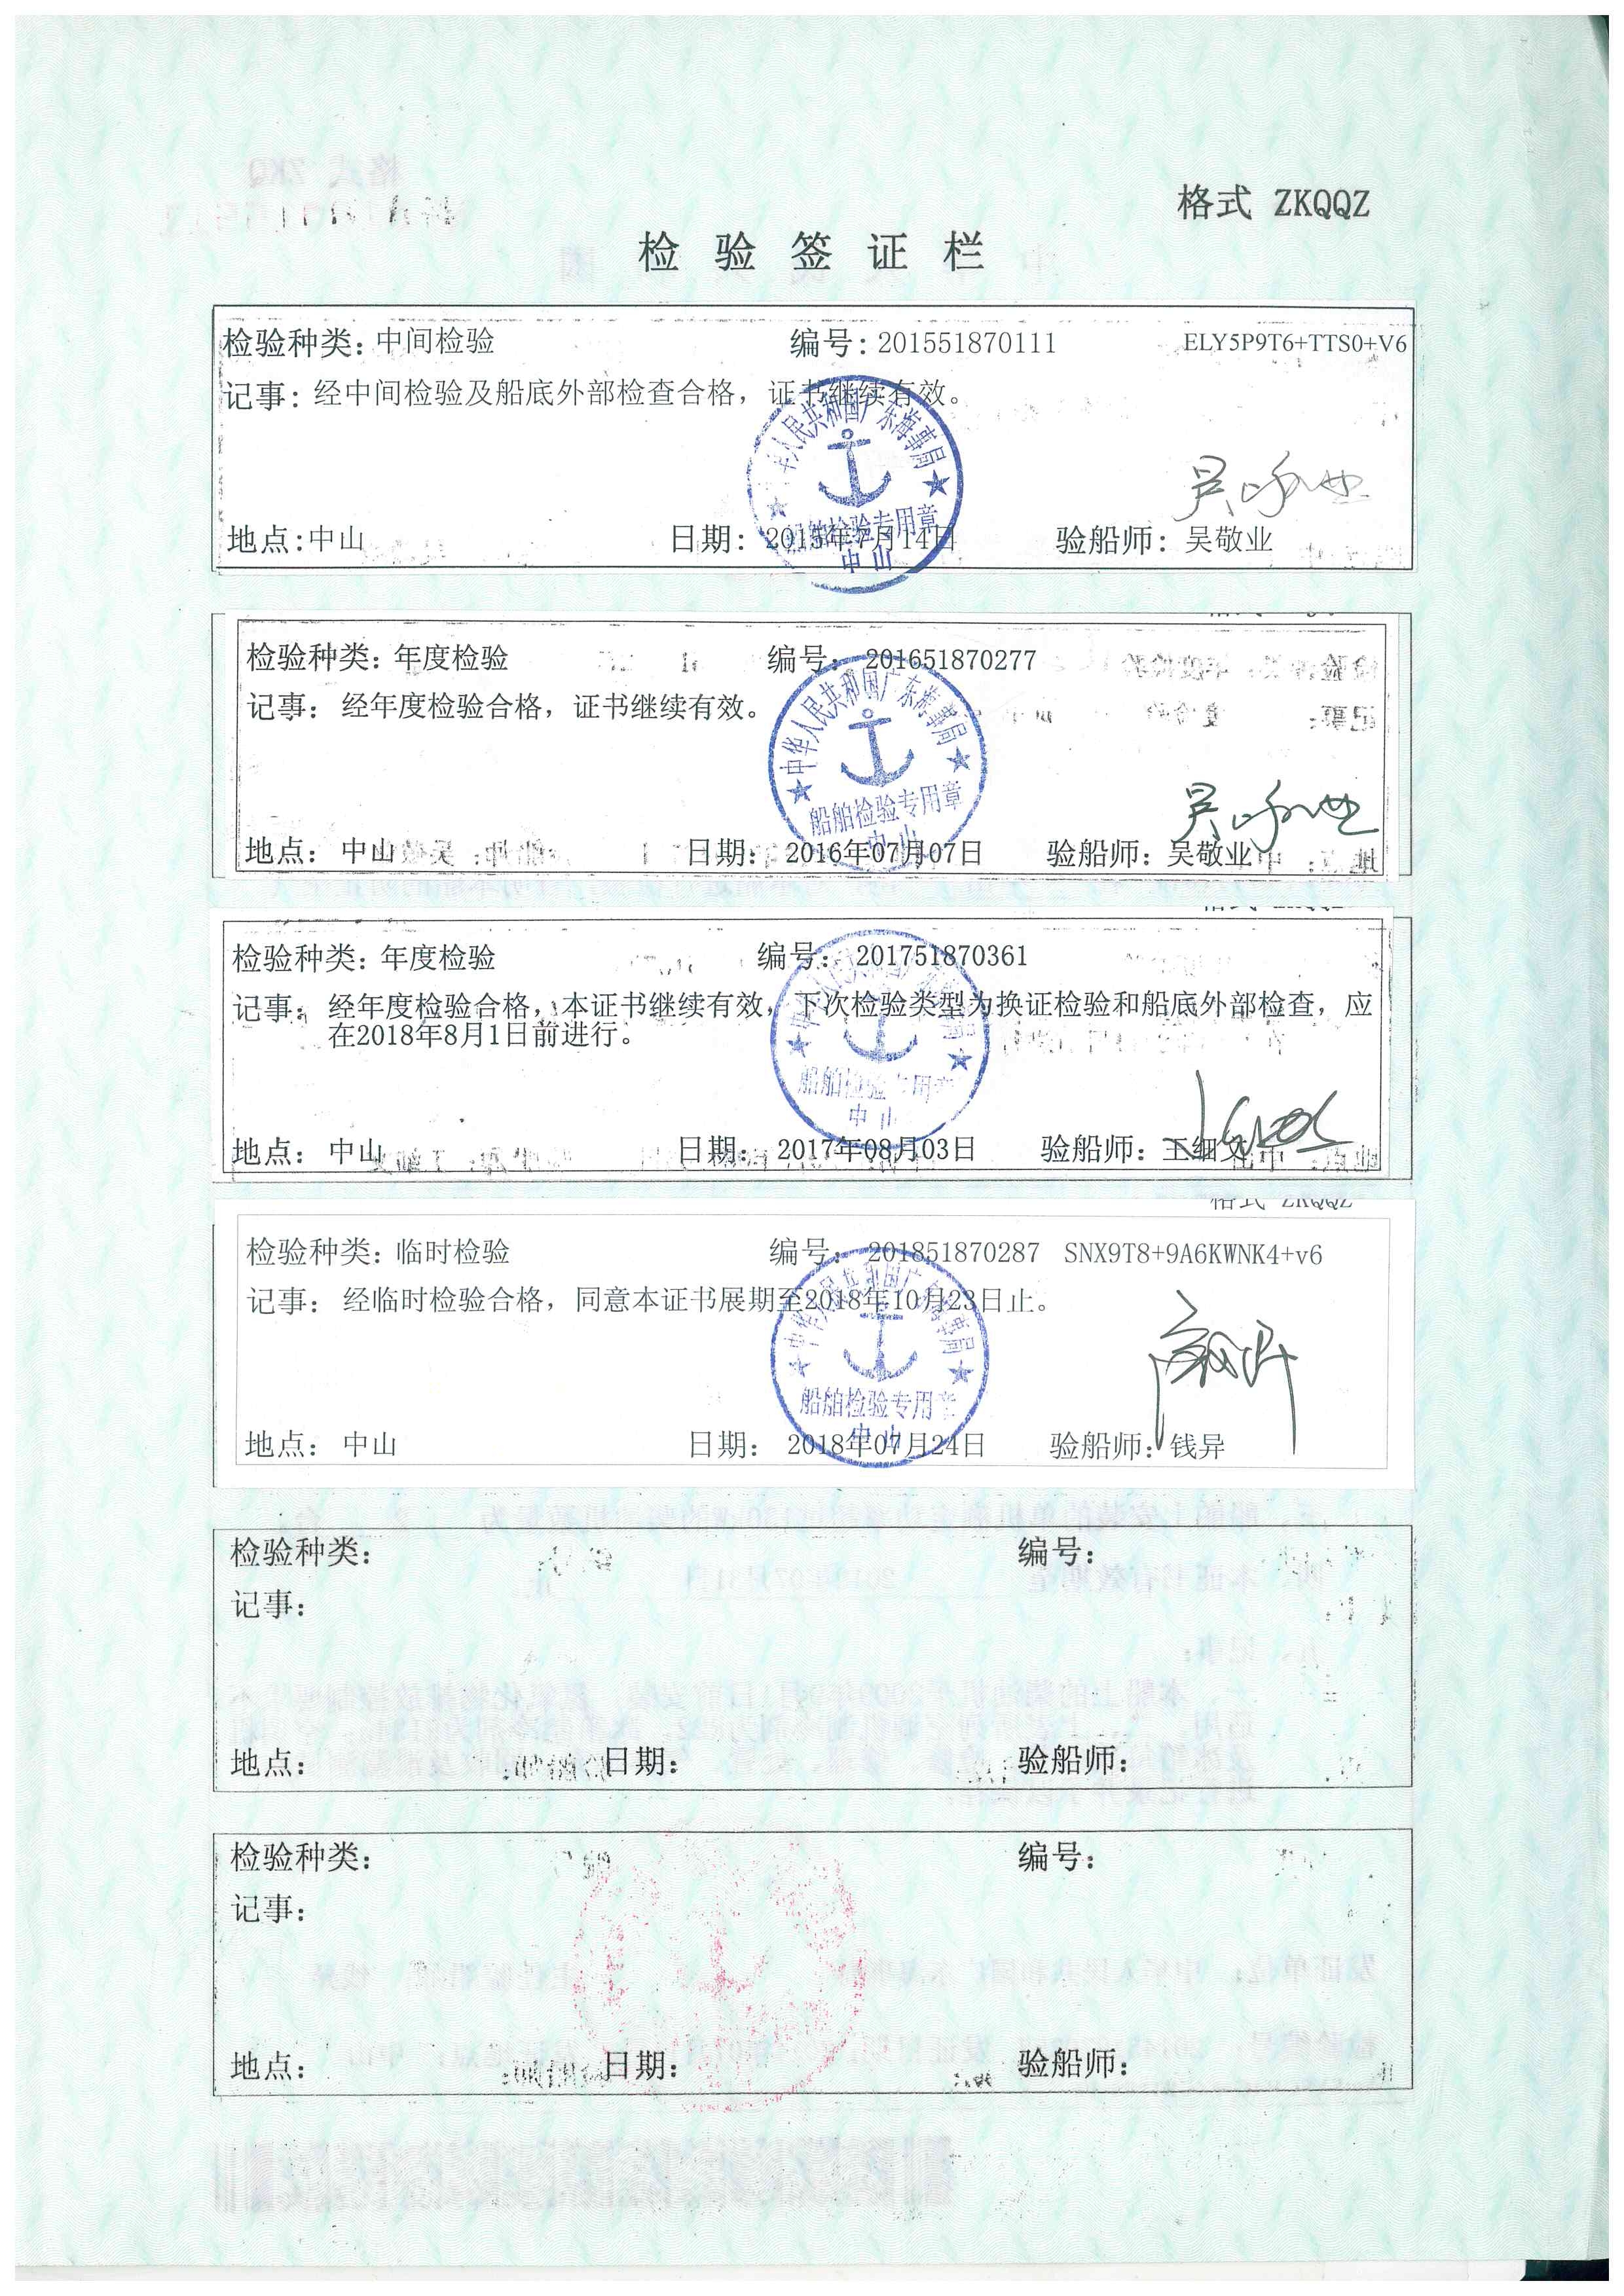 格式 ZKQQZ
检验签证栏
检验种类：中间检验 编号：201551870111 ELY5P9T6+TTS0+V6
记事：经中间检验及船底外部检查合格，证书继续有效。
中华人民共和国广东海事局
船舶检验专用章
中山
吴敬业
地点：中山 日期：2015年7月14日 验船师：吴敬业
检验种类：年度检验 编号：201651870277
记事：经年度检验合格，证书继续有效。
中华人民共和国广东海事局
船舶检验专用章
中山
吴敬业
地点：中山 日期：2016年07月07日 验船师：吴敬业
检验种类：年度检验 编号：201751870361
记事：经年度检验合格，本证书继续有效，下次检验类型为换证检验和船底外部检查，应
在2018年8月1日前进行。
船舶检验专用章
中山
地点：中山 日期：2017年08月03日 验船师：王细文
格式 ZKQQZ
检验种类：临时检验 编号：201851870287 SNX9T8+9A6KWNK4+v6
记事：经临时检验合格，同意本证书展期至2018年10月23日止。
中华人民共和国广东海事局
船舶检验专用章
中山
地点：中山 日期：2018年07月24日 验船师：钱异
检验种类： 编号：
记事：
地点： 日期： 验船师：
检验种类： 编号：
记事：
地点： 日期： 验船师：